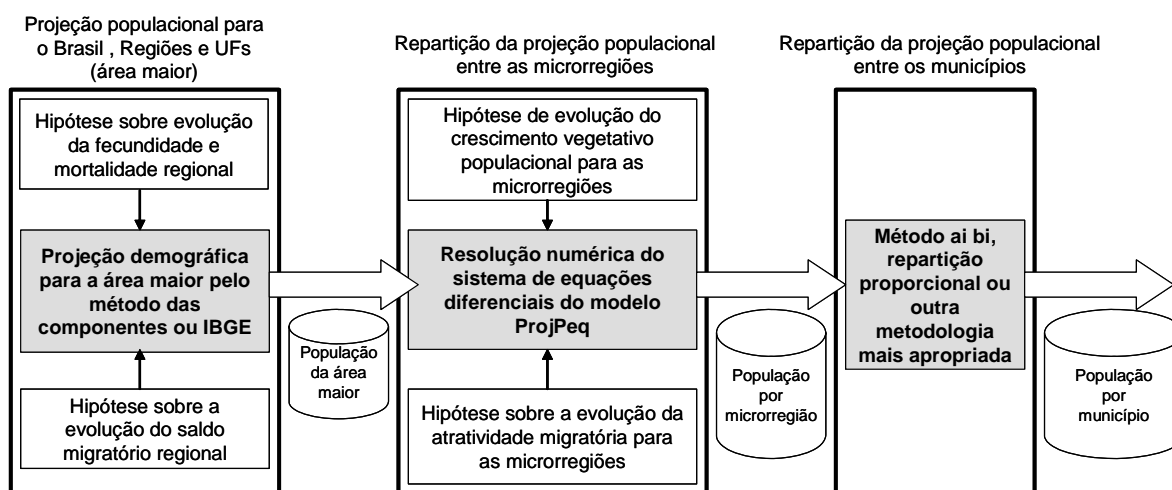 Projeção populacional para
o Brasil , Regiões e UFs
(área maior)
Hipótese sobre evolução
da fecundidade e
mortalidade regional
Projeção demográfica
para a área maior pelo
método das
componentes ou IBGE
Hipótese sobre a
evolução do saldo
migratório regional
População
da área
maior
Repartição da projeção populacional
entre as microrregiões
Hipótese de evolução do
crescimento vegetativo
populacional para as
microrregiões
Resolução numérica do
sistema de equações
diferenciais do modelo
ProjPeq
Hipótese sobre a evolução da
atratividade migratória para
as microrregiões
População
por
microrregião
Repartição da projeção populacional
entre os municípios
Método ai bi,
repartição
proporcional ou
outra
metodologia
mais apropriada
População
por
município